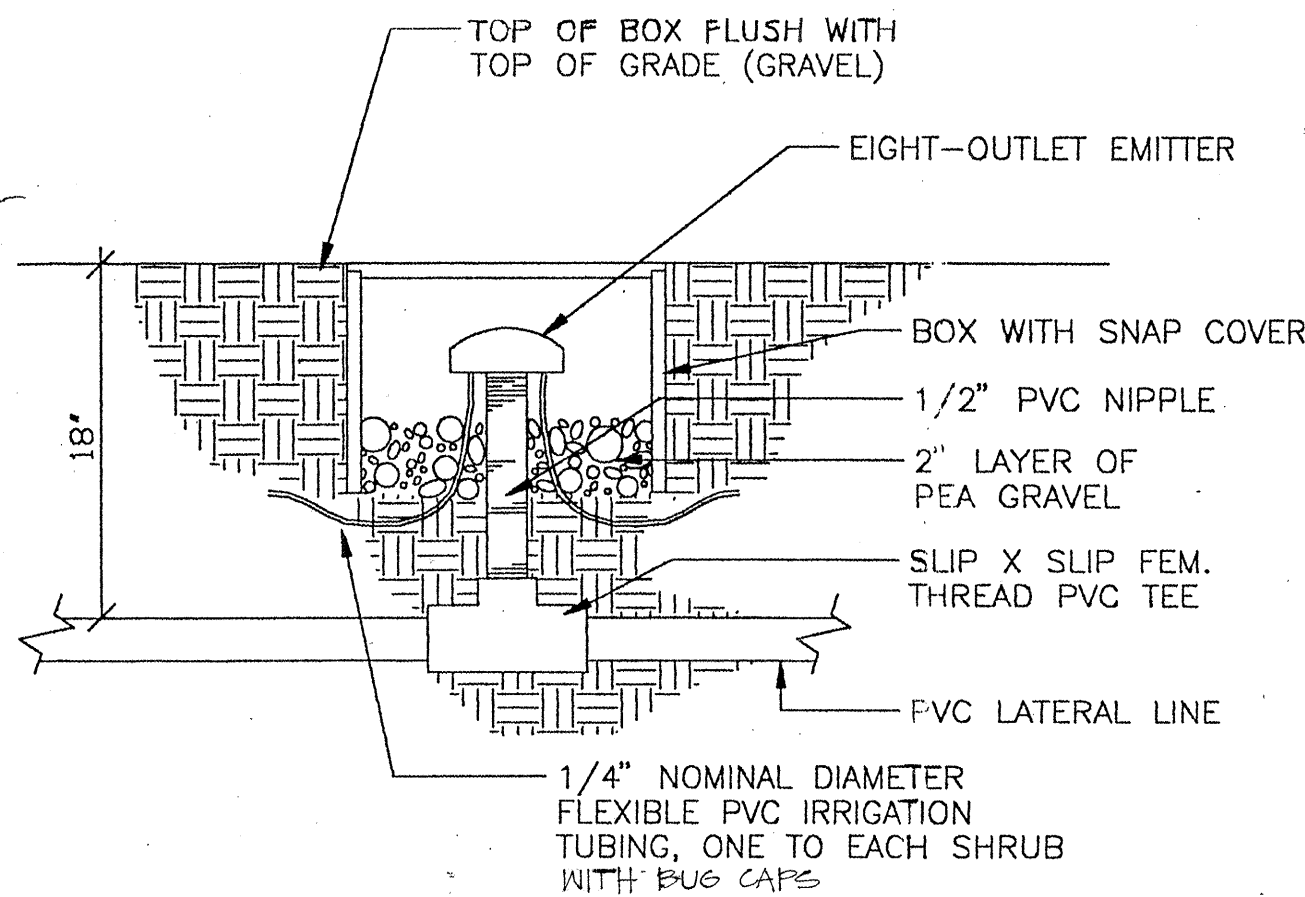 TOP OF BOX FLUSH WITH
TOP OF GRADE (GRAVEL)
EIGHT-OUTLET EMITTER
BOX WITH SNAP COVER
1/2" PVC NIPPLE
2" LAYER OF
PEA GRAVEL
18"
SLIP X SLIP FEM.
THREAD PVC TEE
PVC LATERAL LINE
1/4" NOMINAL DIAMETER
FLEXIBLE PVC IRRIGATION
TUBING, ONE TO EACH SHRUB
WITH BUG CAPS